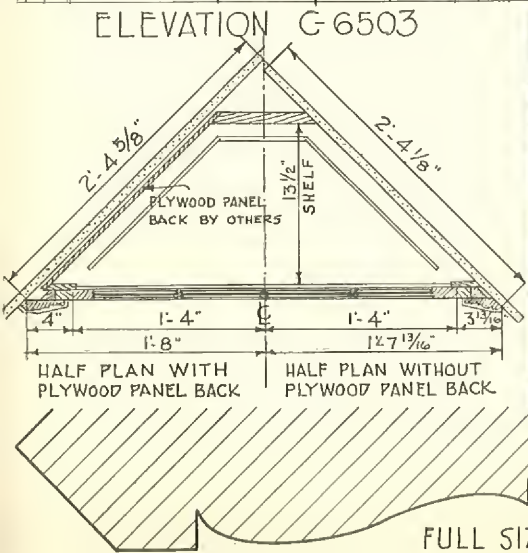 ELEVATION C-6503
2'-4 5/8"
2'-4 1/8"
PLYWOOD PANEL
BACK BY OTHERS
13 1/2"
SHELF
4"
1'-4"
1'-4"
3 13/16"
1'-8"
1'-7 13/16"
HALF PLAN WITH
PLYWOOD PANEL BACK
HALF PLAN WITHOUT
PLYWOOD PANEL BACK
FULL SIZ